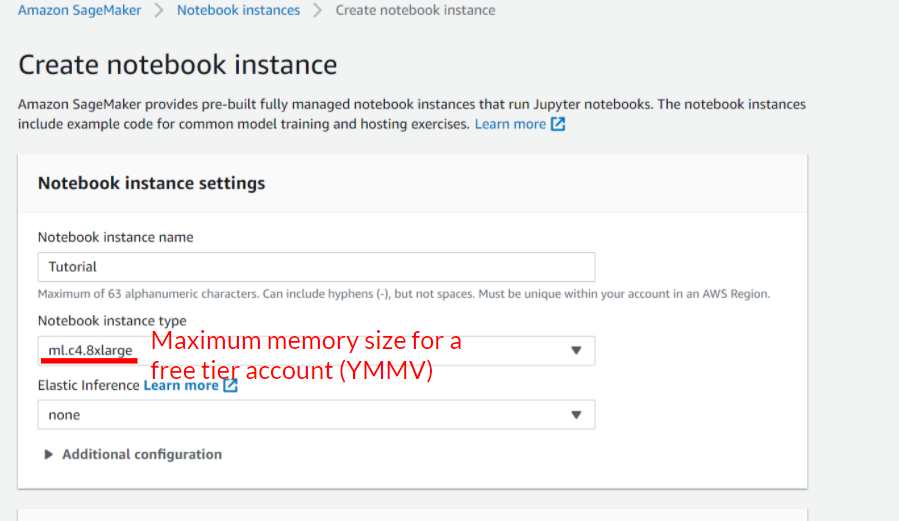 Amazon SageMaker > Notebook instances > Create notebook instance
Create notebook instance
Amazon SageMaker provides pre-built fully managed notebook instances that run Jupyter notebooks. The notebook instances
include example code for common model training and hosting exercises. Learn more
Notebook instance settings
Notebook instance name
Tutorial
Maximum of 63 alphanumeric characters. Can include hyphens (-), but not spaces. Must be unique within your account in an AWS Region.
Notebook instance type
ml.c4.8xlarge
Maximum memory size for a
free tier account (YMMV)
Elastic Inference Learn more
none
Additional configuration